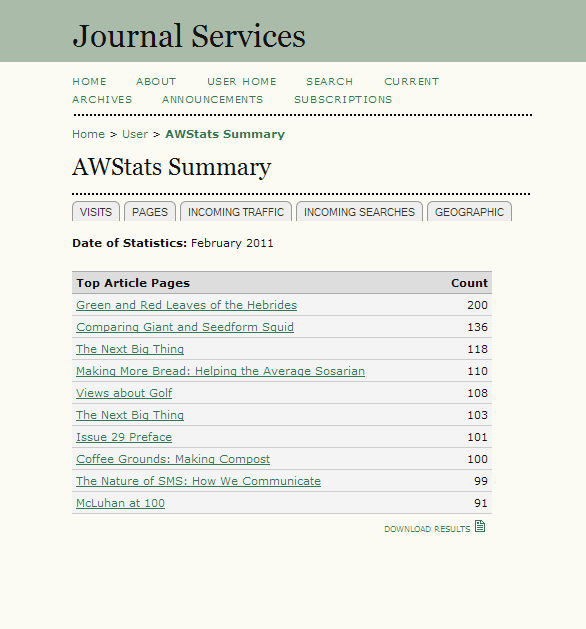 Journal Services
HOME ABOUT USER HOME SEARCH CURRENT
ARCHIVES ANNOUNCEMENTS SUBSCRIPTIONS
Home > User > AWStats Summary
AWStats Summary
VISITS PAGES INCOMING TRAFFIC INCOMING SEARCHES GEOGRAPHIC
Date of Statistics: February 2011
Top Article Pages Count
Green and Red Leaves of the Hebrides 200
Comparing Giant and Seedform Squid 136
The Next Big Thing 118
Making More Bread: Helping the Average Sosarian 110
Views about Golf 108
The Next Big Thing 103
Issue 29 Preface 101
Coffee Grounds: Making Compost 100
The Nature of SMS: How We Communicate 99
McLuhan at 100 91
DOWNLOAD RESULTS